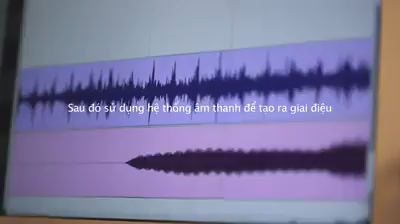 Sau đó sử dụng hệ thống âm thanh để tạo ra giai điệu